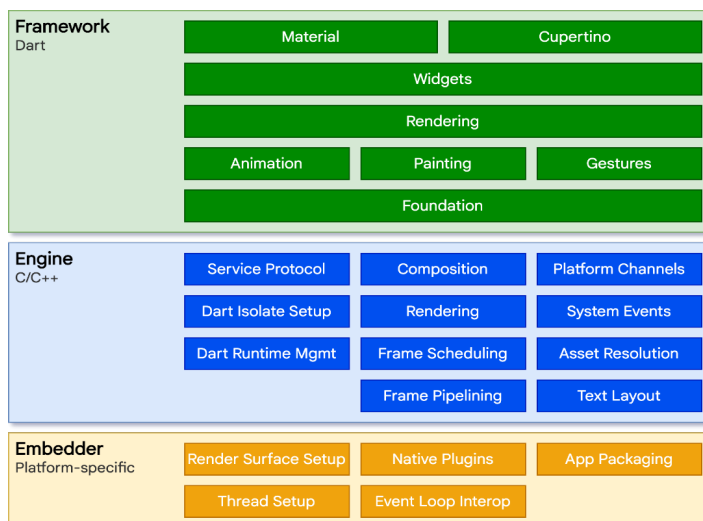 Framework
Dart
Material
Cupertino
Widgets
Rendering
Animation
Painting
Gestures
Foundation
Engine
C/C++
Service Protocol
Composition
Platform Channels
Dart Isolate Setup
Rendering
System Events
Dart Runtime Mgmt
Frame Scheduling
Asset Resolution
Frame Pipelining
Text Layout
Embedder
Platform-specific
Render Surface Setup
Native Plugins
App Packaging
Thread Setup
Event Loop Interop